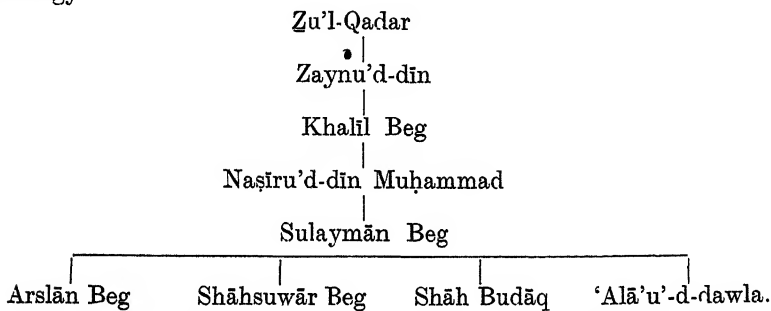 Ẕu’l-Qadar
Zaynu’d-dīn
Khalīl Beg
Naṣīru’d-dīn Muḥammad
Sulaymān Beg
Arslān Beg Shāhsuwār Beg Shāh Budāq ‘Alā’u’-d-dawla.